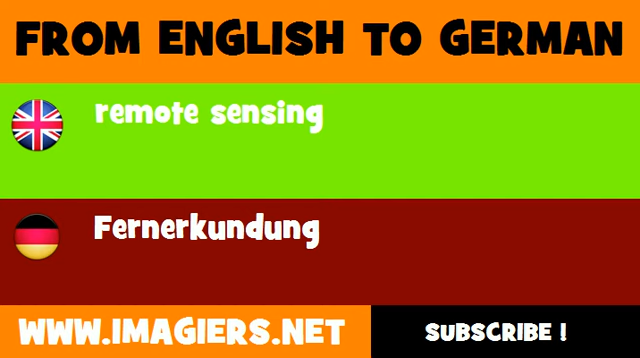 FROM ENGLISH TO GERMAN
remote sensing
Fernerkundung
WWW.IMAGIERS.NET
SUBSCRIBE !